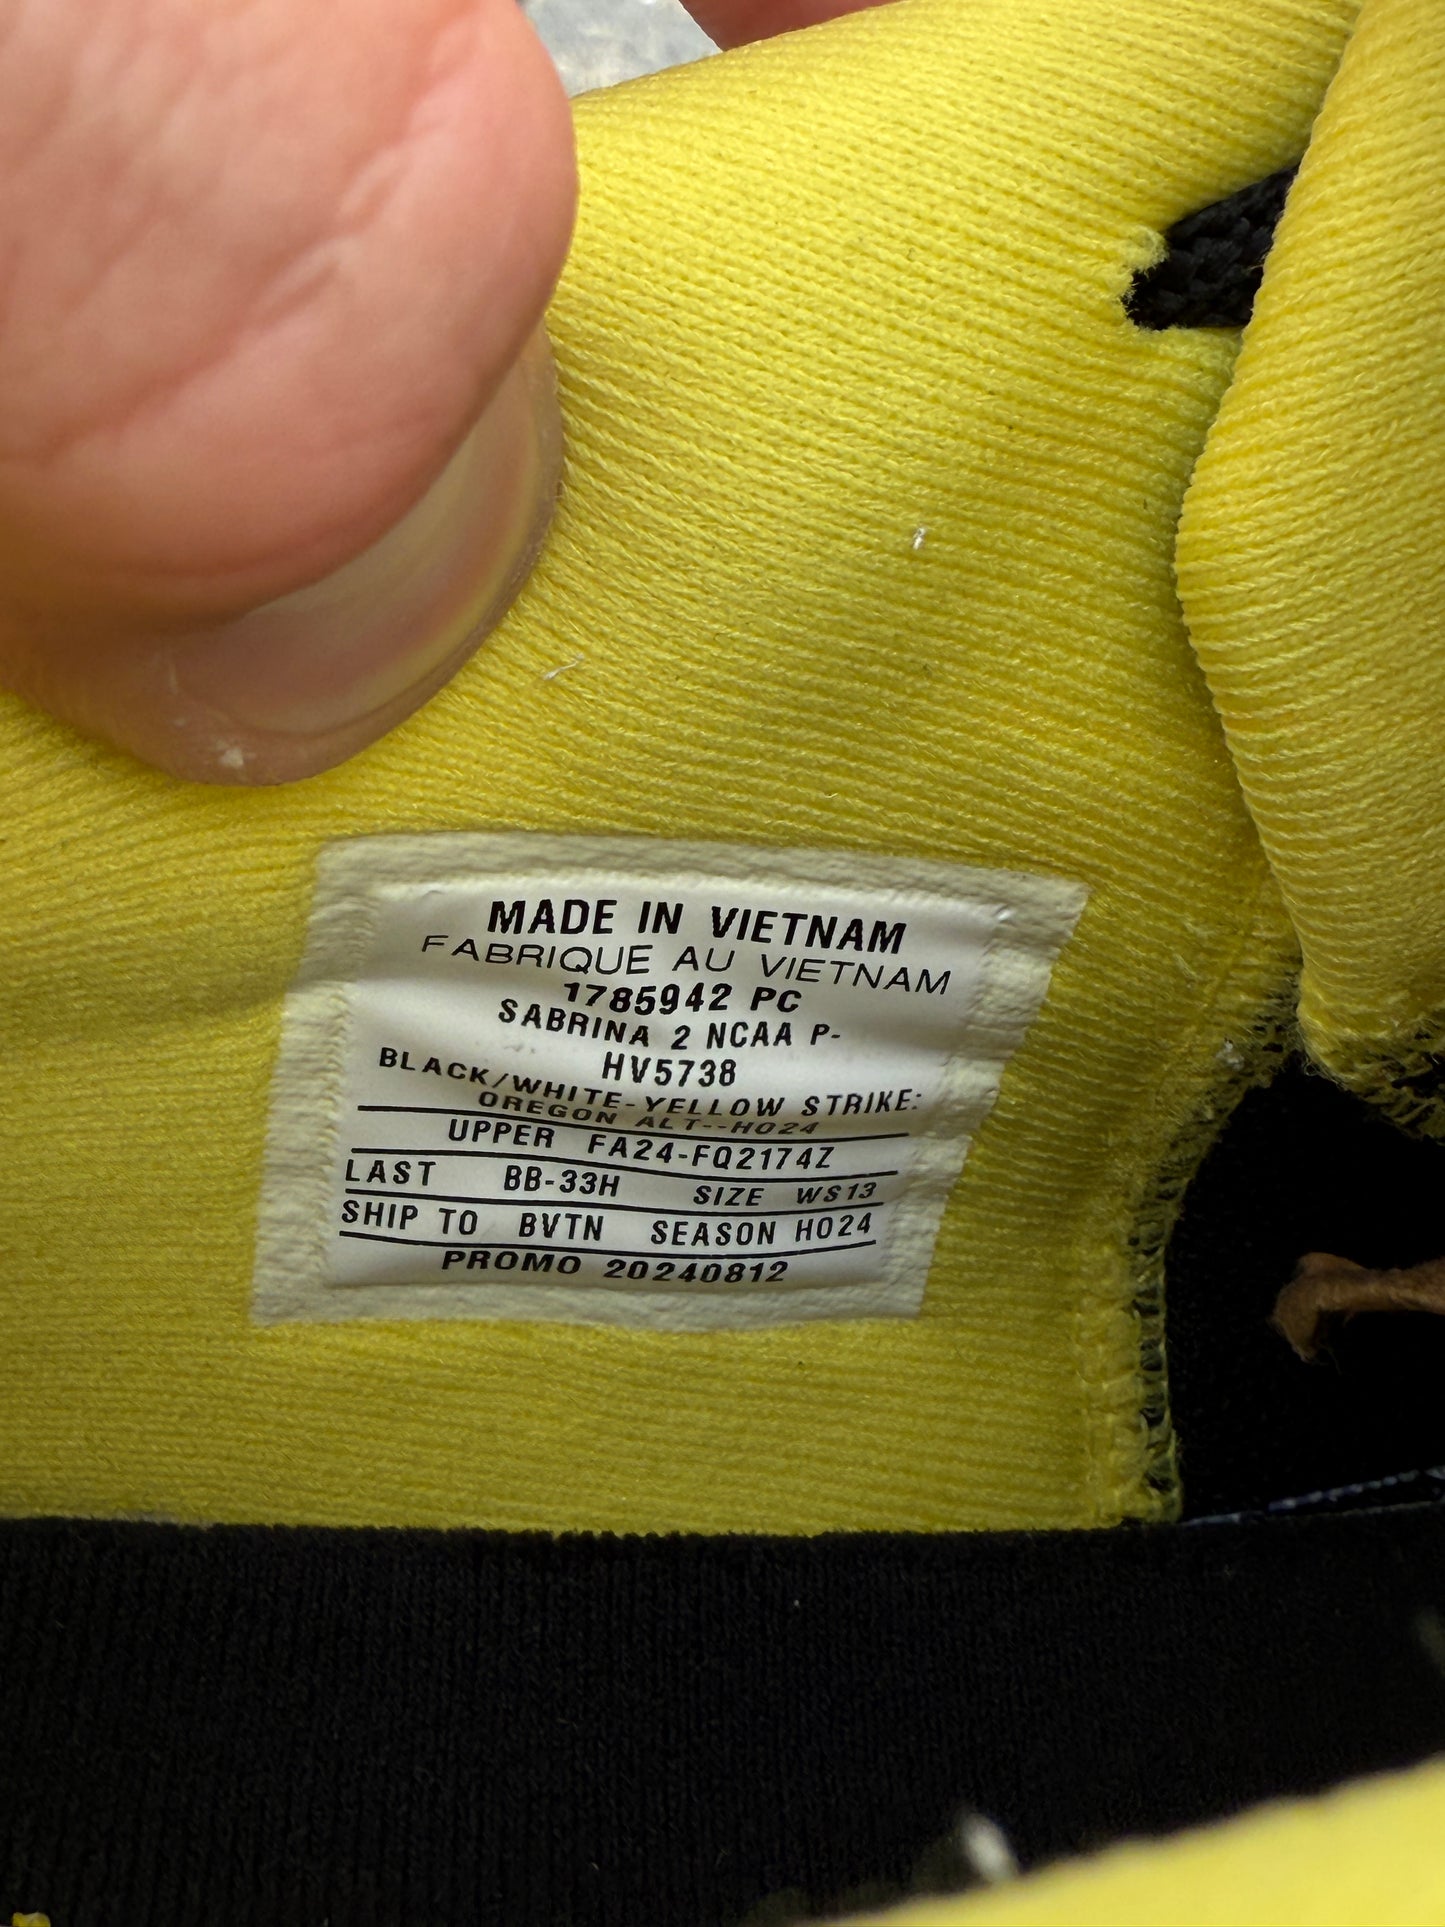 MADE IN VIETNAM
FABRIQUE AU VIETNAM
1785942 PC
SABRINA 2 NCAA P-
HV5738
BLACK/WHITE-YELLOW STRIKE:
OREGON ALT--HO24
UPPER FA24-FQ2174Z
LAST BB-33H SIZE WS13
SHIP TO BVTN SEASON HO24
PROMO 20240812